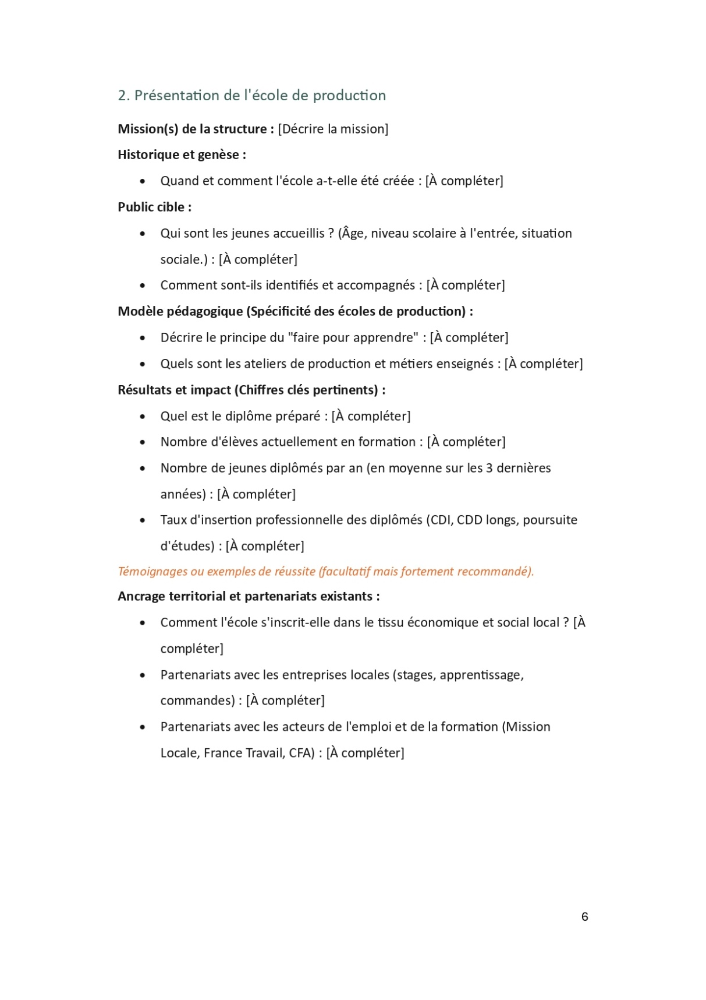 2. Présentation de l'école de production
Mission(s) de la structure : [Décrire la mission]
Historique et genèse :
• Quand et comment l'école a-t-elle été créée : [À compléter]
Public cible :
• Qui sont les jeunes accueillis ? (Âge, niveau scolaire à l'entrée, situation
sociale.) : [À compléter]
• Comment sont-ils identifiés et accompagnés : [À compléter]
Modèle pédagogique (Spécificité des écoles de production) :
• Décrire le principe du "faire pour apprendre" : [À compléter]
• Quels sont les ateliers de production et métiers enseignés : [À compléter]
Résultats et impact (Chiffres clés pertinents) :
• Quel est le diplôme préparé : [À compléter]
• Nombre d'élèves actuellement en formation : [À compléter]
• Nombre de jeunes diplômés par an (en moyenne sur les 3 dernières
années) : [À compléter]
• Taux d'insertion professionnelle des diplômés (CDI, CDD longs, poursuite
d'études) : [À compléter]
Témoignages ou exemples de réussite (facultatif mais fortement recommandé).
Ancrage territorial et partenariats existants :
• Comment l'école s'inscrit-elle dans le tissu économique et social local ? [À
compléter]
• Partenariats avec les entreprises locales (stages, apprentissage,
commandes) : [À compléter]
• Partenariats avec les acteurs de l'emploi et de la formation (Mission
Locale, France Travail, CFA) : [À compléter]
6